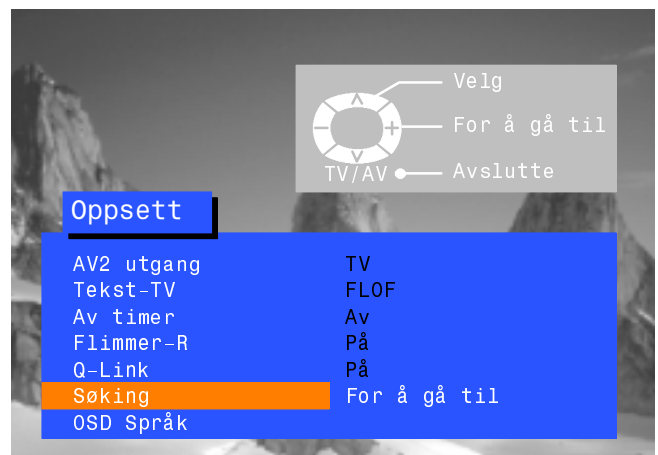 Velg
For å gå til
TV/AV Avslutte
Oppsett
AV2 utgang TV
Tekst-TV FLOF
Av timer Av
Flimmer-R På
Q-Link På
Søking For å gå til
OSD Språk